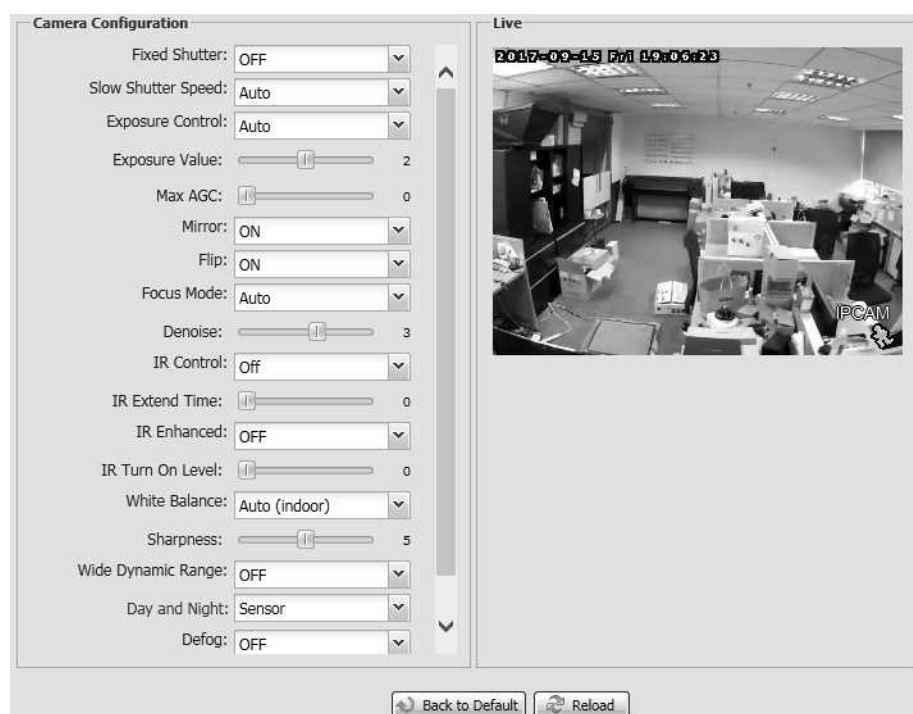 Camera Configuration
Fixed Shutter: OFF
Slow Shutter Speed: Auto
Exposure Control: Auto
Exposure Value: 2
Max AGC: 0
Mirror: ON
Flip: ON
Focus Mode: Auto
Denoise: 3
IR Control: Off
IR Extend Time: 0
IR Enhanced: OFF
IR Turn On Level: 0
White Balance: Auto (indoor)
Sharpness: 5
Wide Dynamic Range: OFF
Day and Night: Sensor
Defog: OFF
Live
2017-09-15 Fri 19:06:23
IPCAM
Back to Default
Reload